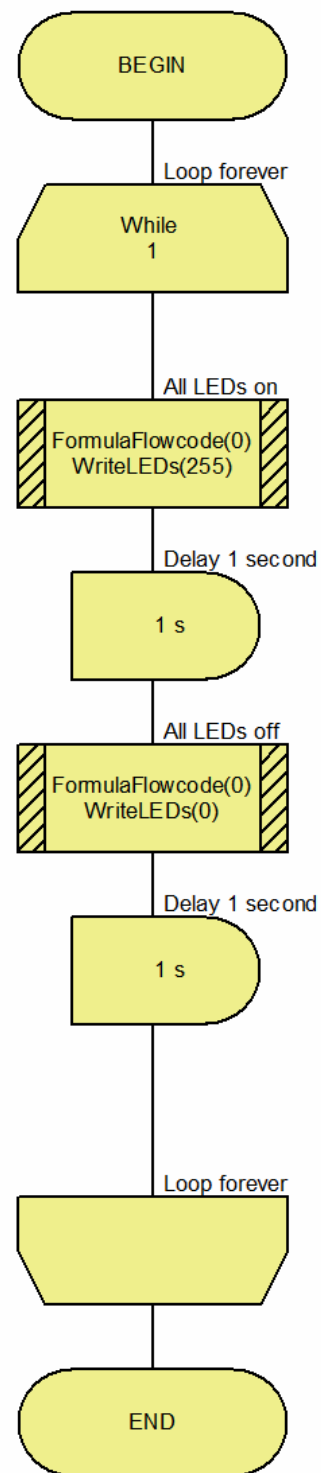 BEGIN
Loop forever
While
1
All LEDs on
FormulaFlowcode(0)
WriteLEDs(255)
Delay 1 second
1 s
All LEDs off
FormulaFlowcode(0)
WriteLEDs(0)
Delay 1 second
1 s
Loop forever
END